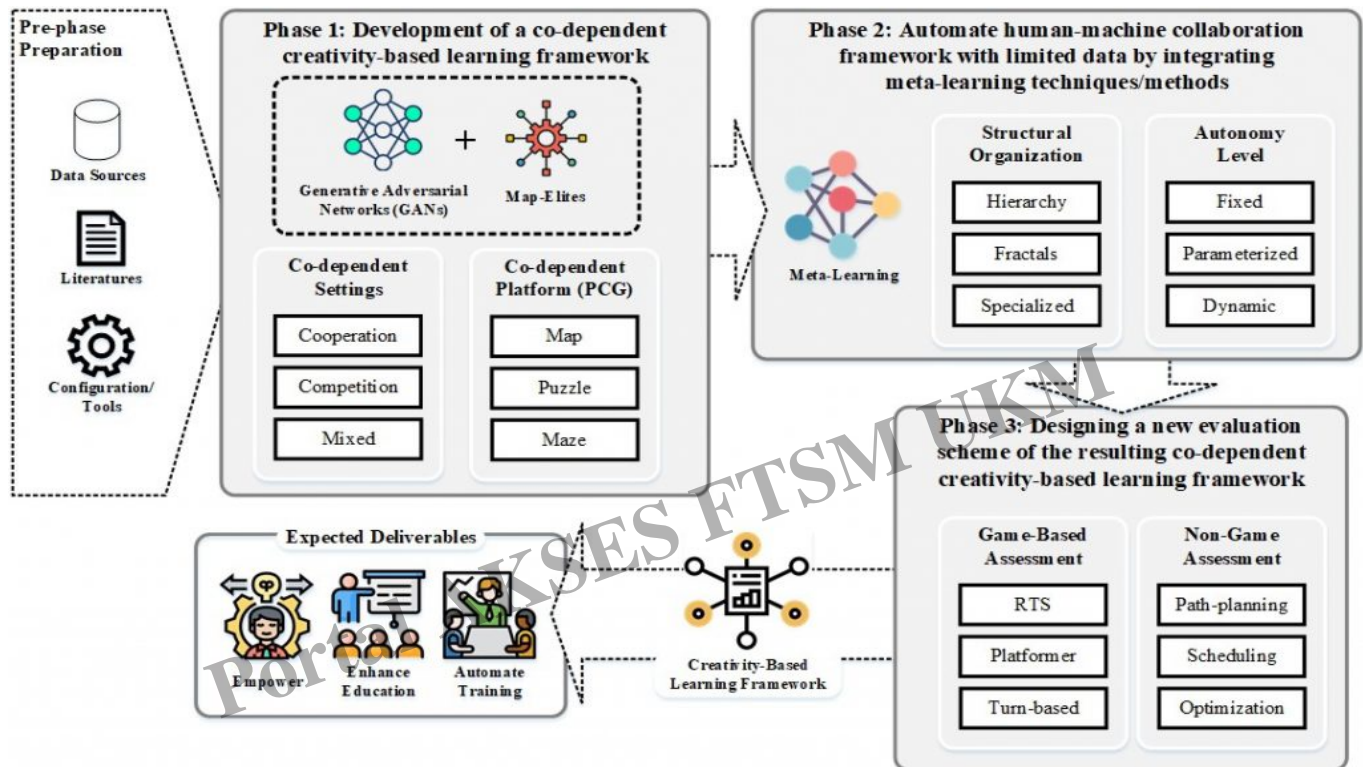 Pre-phase
Preparation
Data Sources
Literatures
Configuration/
Tools
Phase 1: Development of a co-dependent
creativity-based learning framework
+
Generative Adversarial
Networks (GANs)
Map-Elites
Co-dependent
Settings
Cooperation
Competition
Mixed
Co-dependent
Platform (PCG)
Map
Puzzle
Maze
Phase 2: Automate human-machine collaboration
framework with limited data by integrating
meta-learning techniques/methods
Meta-Learning
Structural
Organization
Hierarchy
Fractals
Specialized
Autonomy
Level
Fixed
Parameterized
Dynamic
Phase 3: Designing a new evaluation
scheme of the resulting co-dependent
creativity-based learning framework
Game-Based
Assessment
RTS
Platformer
Turn-based
Non-Game
Assessment
Path-planning
Scheduling
Optimization
Creativity-Based
Learning Framework
Expected Deliverables
Empower
Enhance
Education
Automate
Training
Portal AKSES FTSM UKM